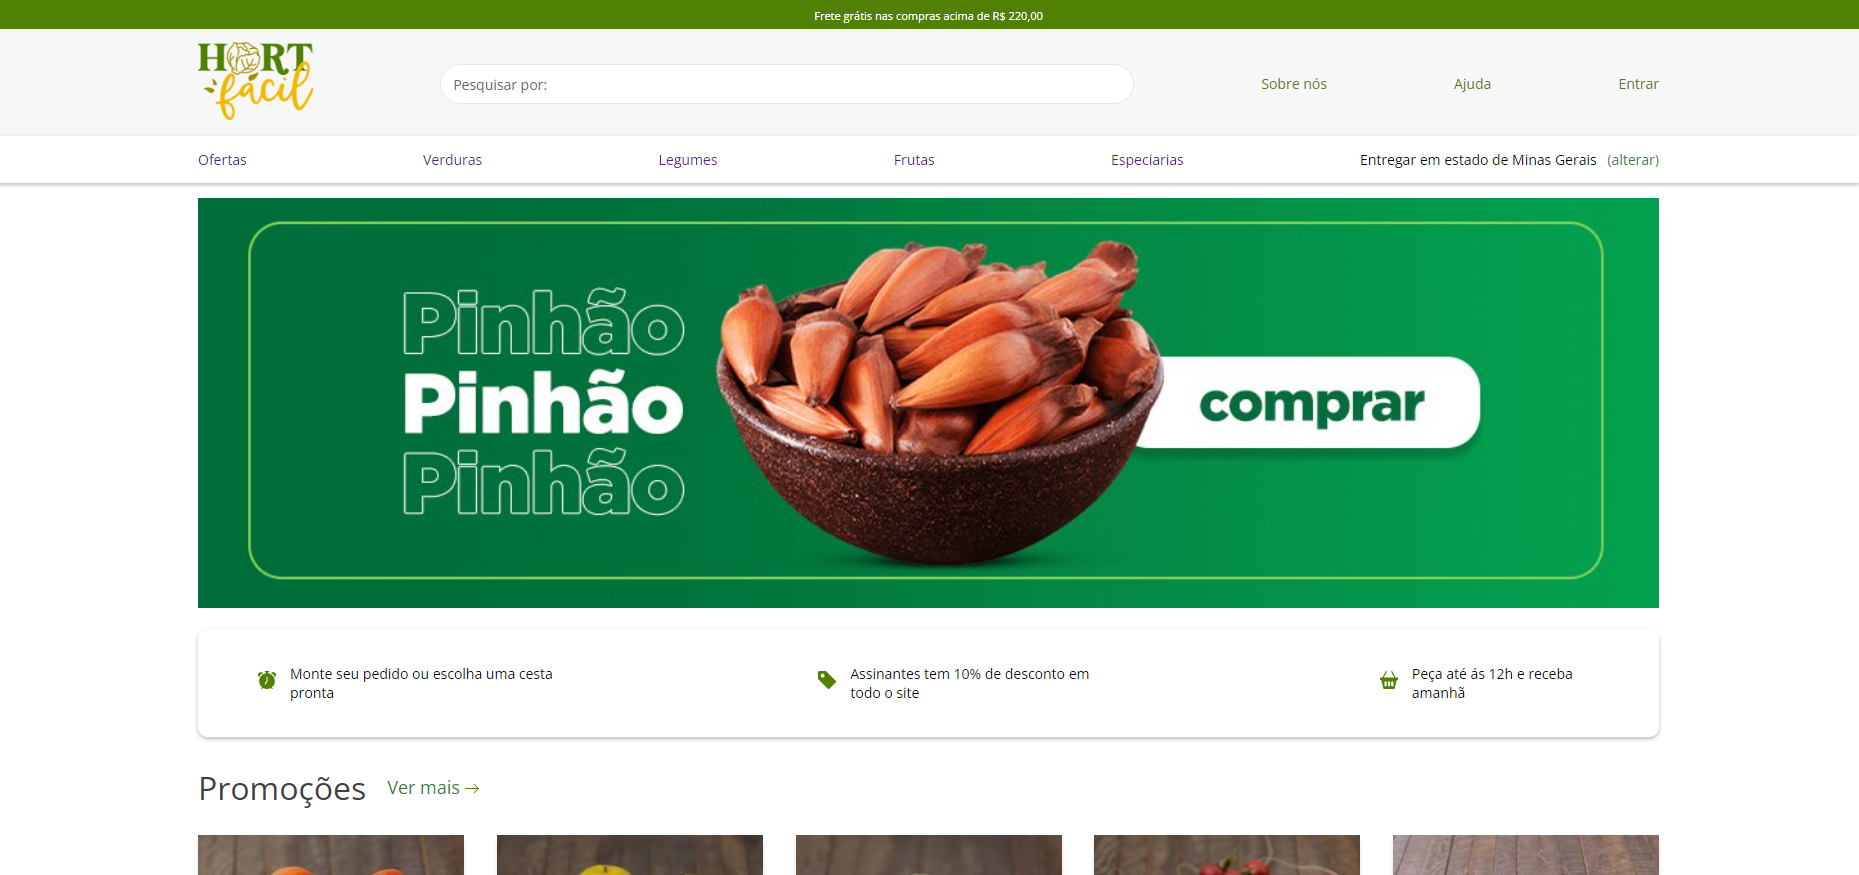 Frete grátis nas compras acima de R$ 220,00
HORT
fácil
Pesquisar por:
Sobre nós
Ajuda
Entrar
Ofertas
Verduras
Legumes
Frutas
Especiarias
Entregar em estado de Minas Gerais (alterar)
Pinhão
Pinhão
Pinhão
comprar
Monte seu pedido ou escolha uma cesta
pronta
Assinantes tem 10% de desconto em
todo o site
Peça até ás 12h e receba
amanhã
Promoções
Ver mais →